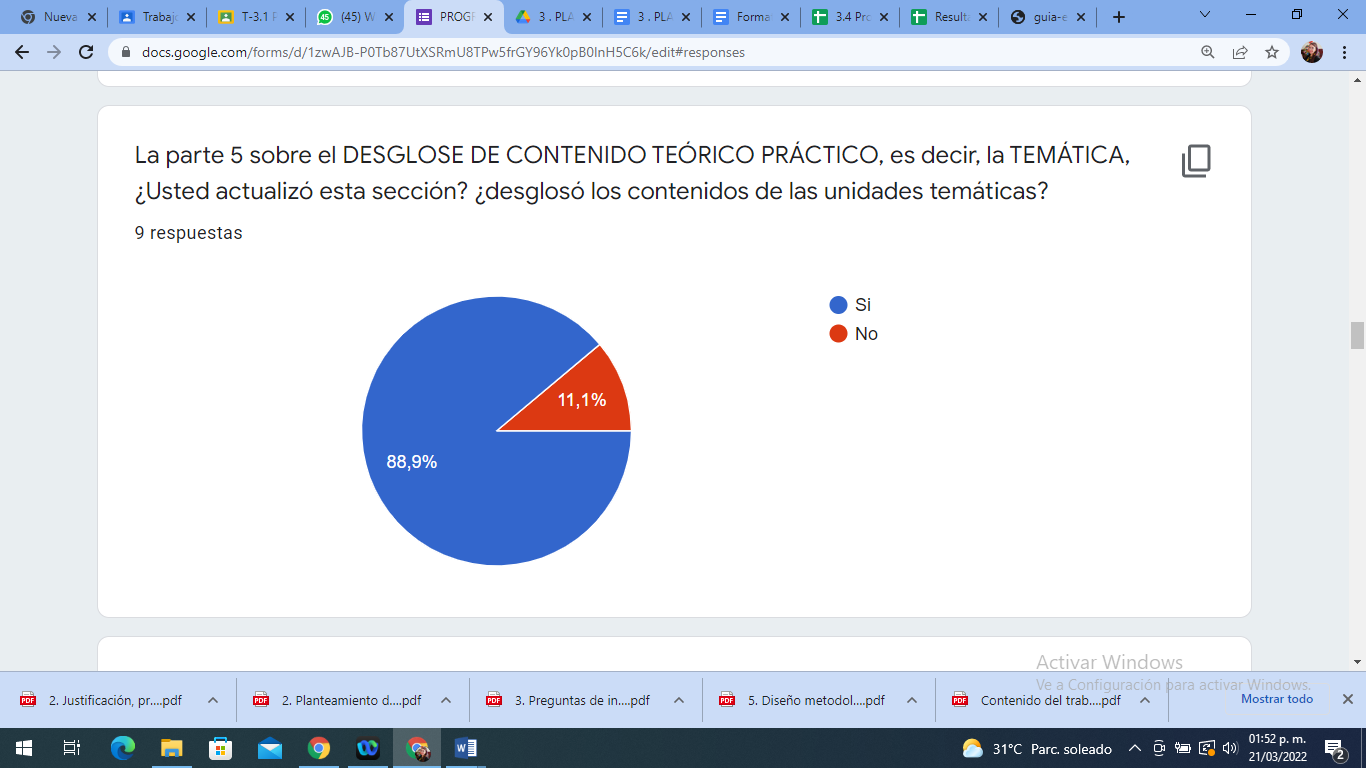 Nueva
Trabajo
T-3.1 P
(45) W
PROGR
3 . PLA
3 . PLA
Format
3.4 Pro
Result
guia-e
docs.google.com/forms/d/1zwAJB-P0Tb87UtXSRmU8TPw5frGY96Yk0pB0lnH5C6k/edit#responses
La parte 5 sobre el DESGLOSE DE CONTENIDO TEÓRICO PRÁCTICO, es decir, la TEMÁTICA,
¿Usted actualizó esta sección? ¿desglosó los contenidos de las unidades temáticas?
9 respuestas
Si
No
11,1%
88,9%
Activar Windows
Ve a Configuración para activar Windows.
2. Justificación, pr....pdf
2. Planteamiento d....pdf
3. Preguntas de in....pdf
5. Diseño metodol....pdf
Contenido del trab....pdf
Mostrar todo
31°C Parc. soleado
01:52 p. m.
21/03/2022
2